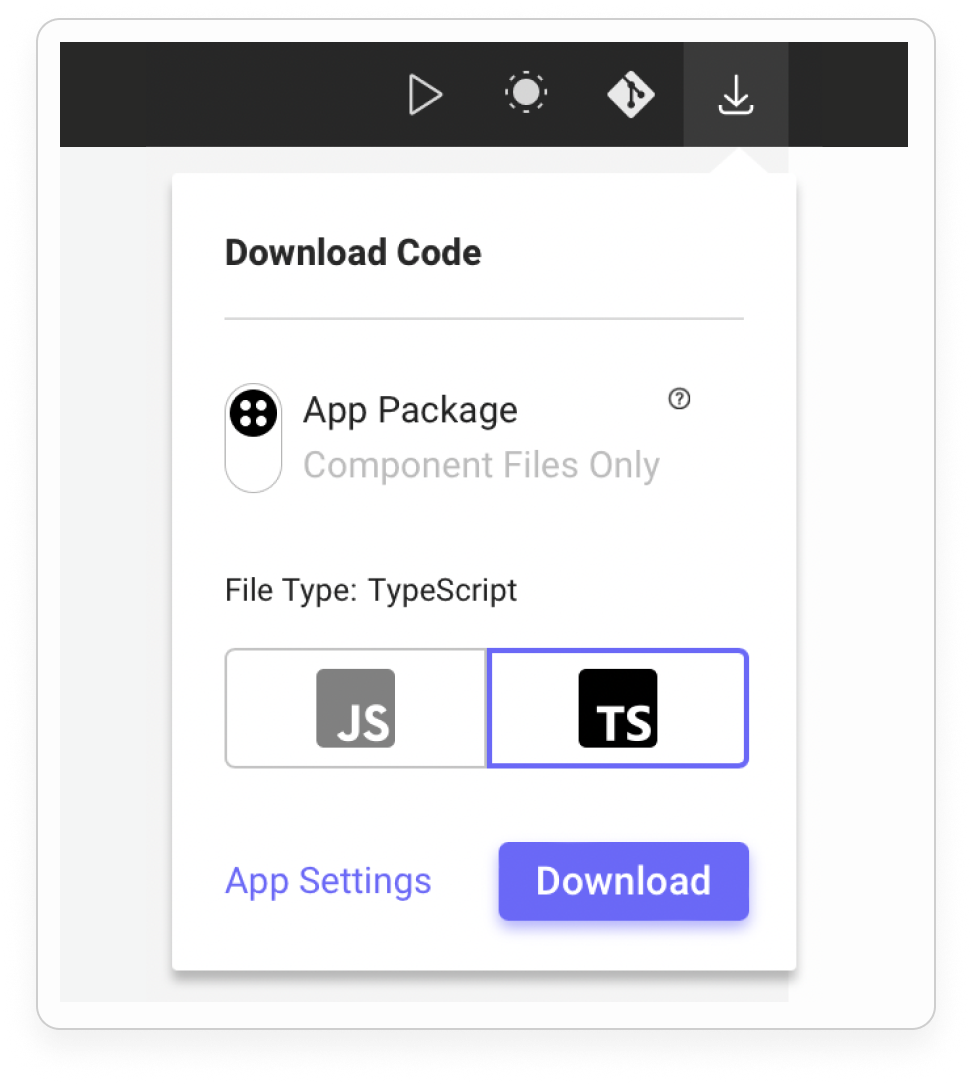 Download Code
App Package
?
Component Files Only
File Type: TypeScript
JS
TS
App Settings
Download